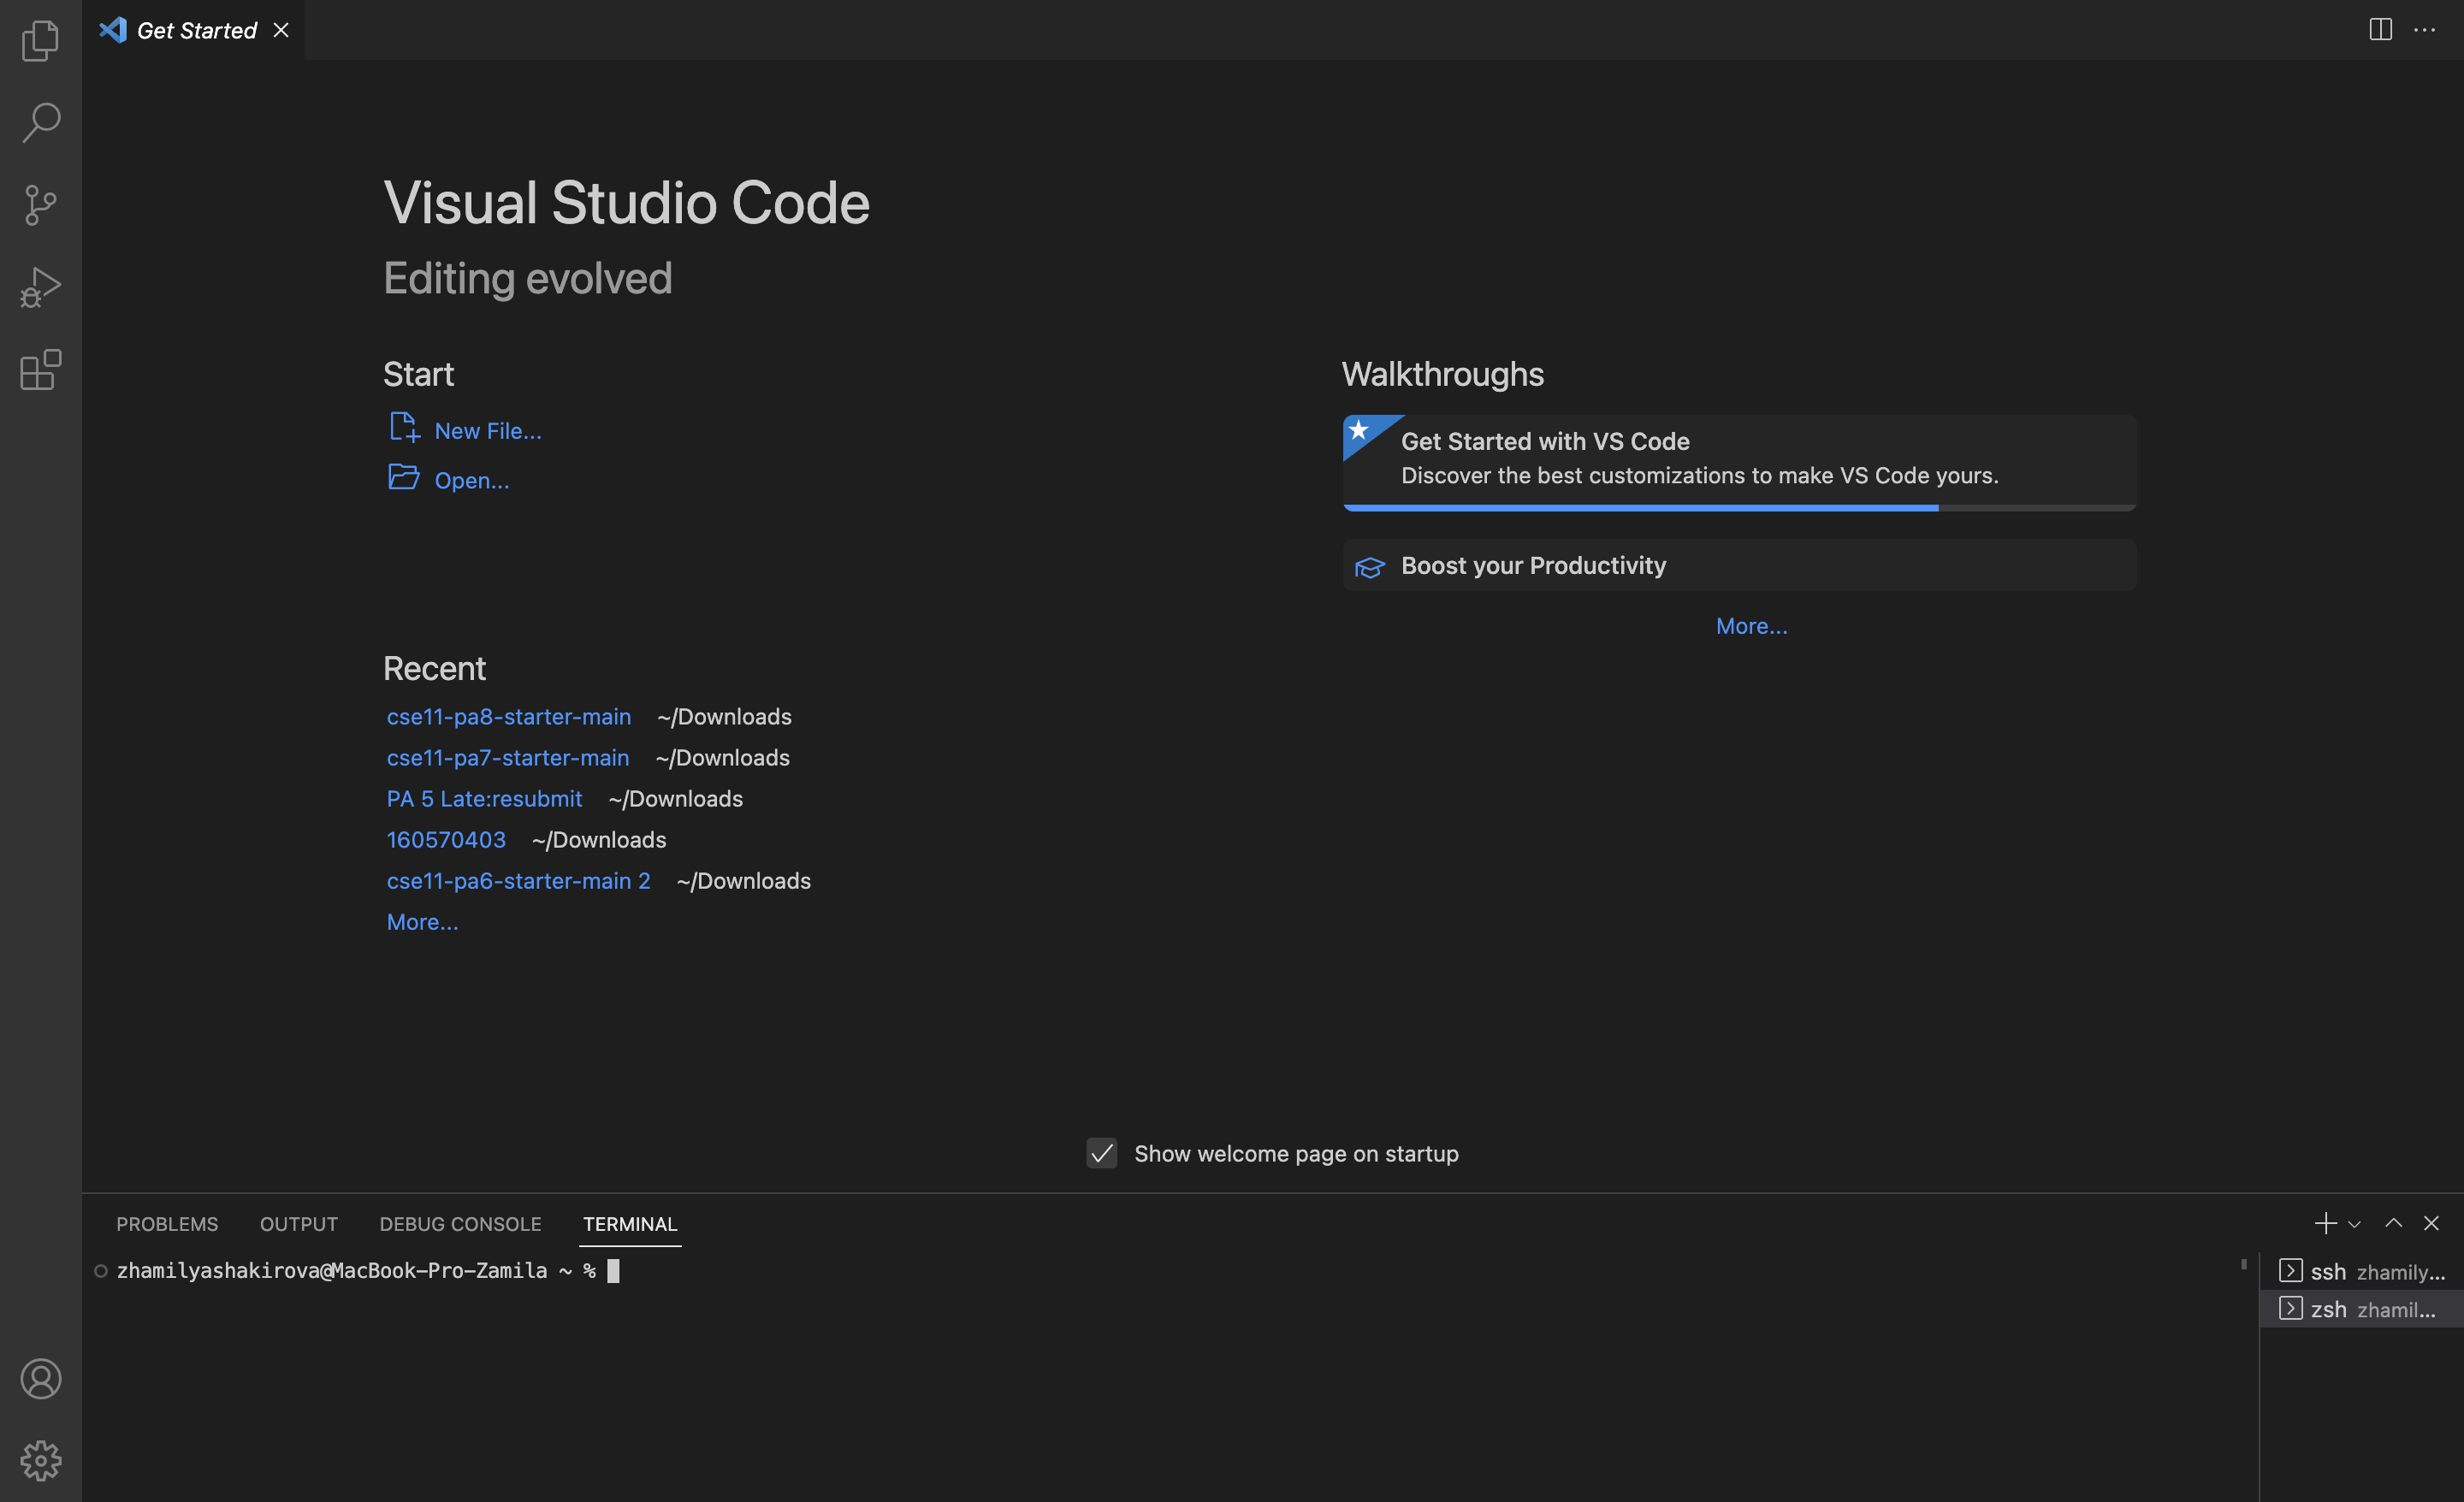 Get Started
Visual Studio Code
Editing evolved
Start
New File...
Open...
Recent
cse11-pa8-starter-main ~/Downloads
cse11-pa7-starter-main ~/Downloads
PA 5 Late:resubmit ~/Downloads
160570403 ~/Downloads
cse11-pa6-starter-main 2 ~/Downloads
More...
Walkthroughs
Get Started with VS Code
Discover the best customizations to make VS Code yours.
Boost your Productivity
More...
Show welcome page on startup
PROBLEMS OUTPUT DEBUG CONSOLE TERMINAL
zhamilyashakirova@MacBook-Pro-Zamila ~ %
ssh zhamily...
zsh zhamil...